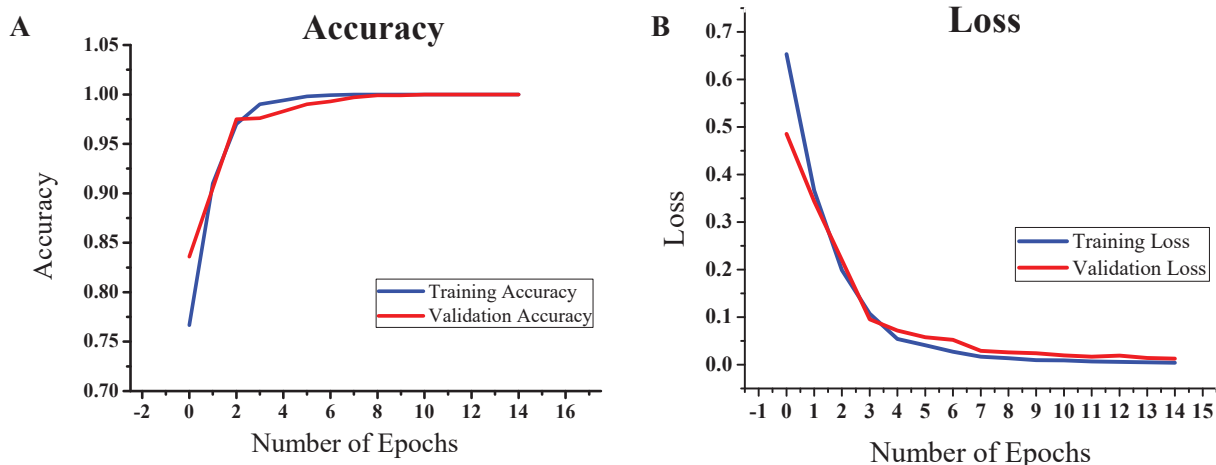 A
Accuracy
1.05
1.00
0.95
0.90
0.85
0.80
0.75
0.70
Accuracy
Training Accuracy
Validation Accuracy
-2 0 2 4 6 8 10 12 14 16
Number of Epochs
B
Loss
0.7
0.6
0.5
0.4
0.3
0.2
0.1
0.0
Loss
Training Loss
Validation Loss
-1 0 1 2 3 4 5 6 7 8 9 10 11 12 13 14 15
Number of Epochs